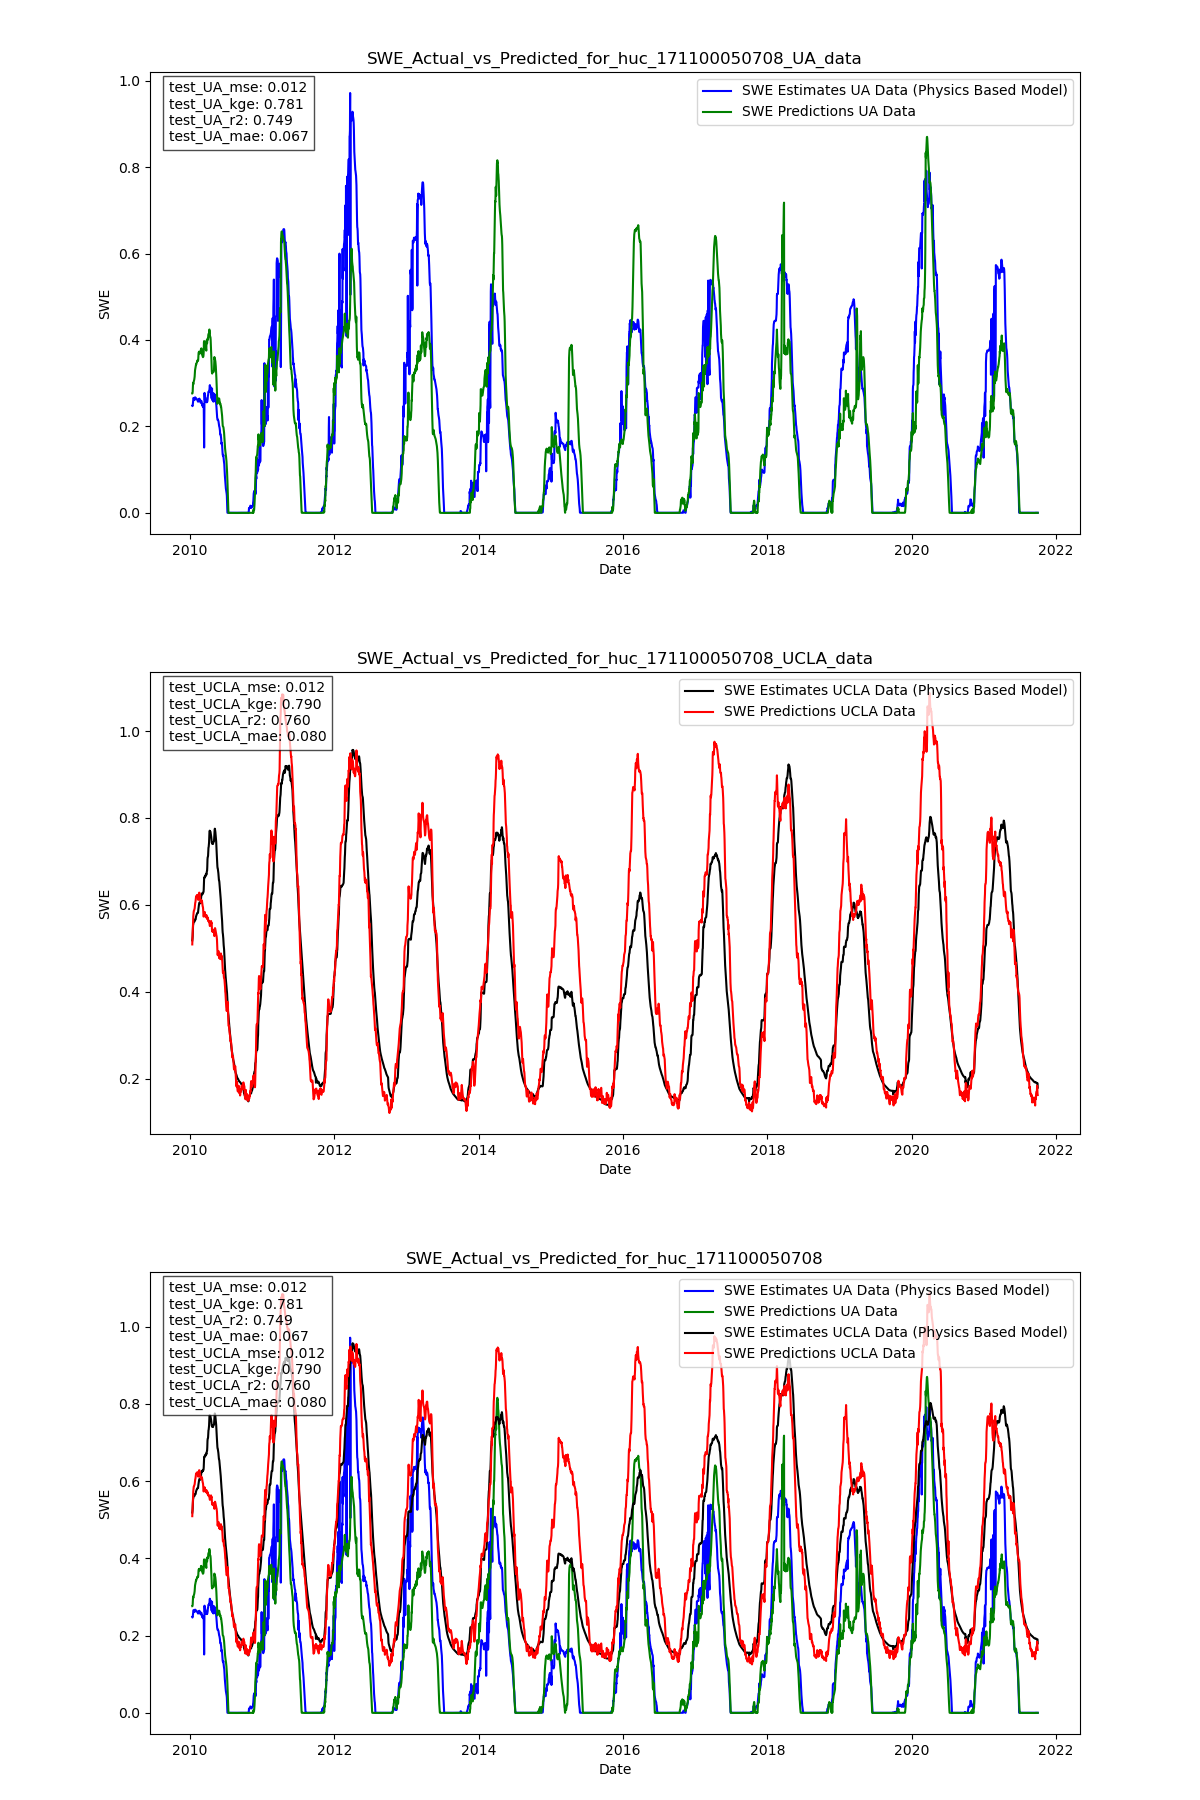 SWE_Actual_vs_Predicted_for_huc_171100050708_UA_data
test_UA_mse: 0.012
test_UA_kge: 0.781
test_UA_r2: 0.749
test_UA_mae: 0.067
SWE Estimates UA Data (Physics Based Model)
SWE Predictions UA Data
1.0
0.8
0.6
0.4
0.2
0.0
SWE
2010 2012 2014 2016 2018 2020 2022
Date
SWE_Actual_vs_Predicted_for_huc_171100050708_UCLA_data
test_UCLA_mse: 0.012
test_UCLA_kge: 0.790
test_UCLA_r2: 0.760
test_UCLA_mae: 0.080
SWE Estimates UCLA Data (Physics Based Model)
SWE Predictions UCLA Data
1.0
0.8
0.6
0.4
0.2
SWE
2010 2012 2014 2016 2018 2020 2022
Date
SWE_Actual_vs_Predicted_for_huc_171100050708
test_UA_mse: 0.012
test_UA_kge: 0.781
test_UA_r2: 0.749
test_UA_mae: 0.067
test_UCLA_mse: 0.012
test_UCLA_kge: 0.790
test_UCLA_r2: 0.760
test_UCLA_mae: 0.080
SWE Estimates UA Data (Physics Based Model)
SWE Predictions UA Data
SWE Estimates UCLA Data (Physics Based Model)
SWE Predictions UCLA Data
1.0
0.8
0.6
0.4
0.2
0.0
SWE
2010 2012 2014 2016 2018 2020 2022
Date